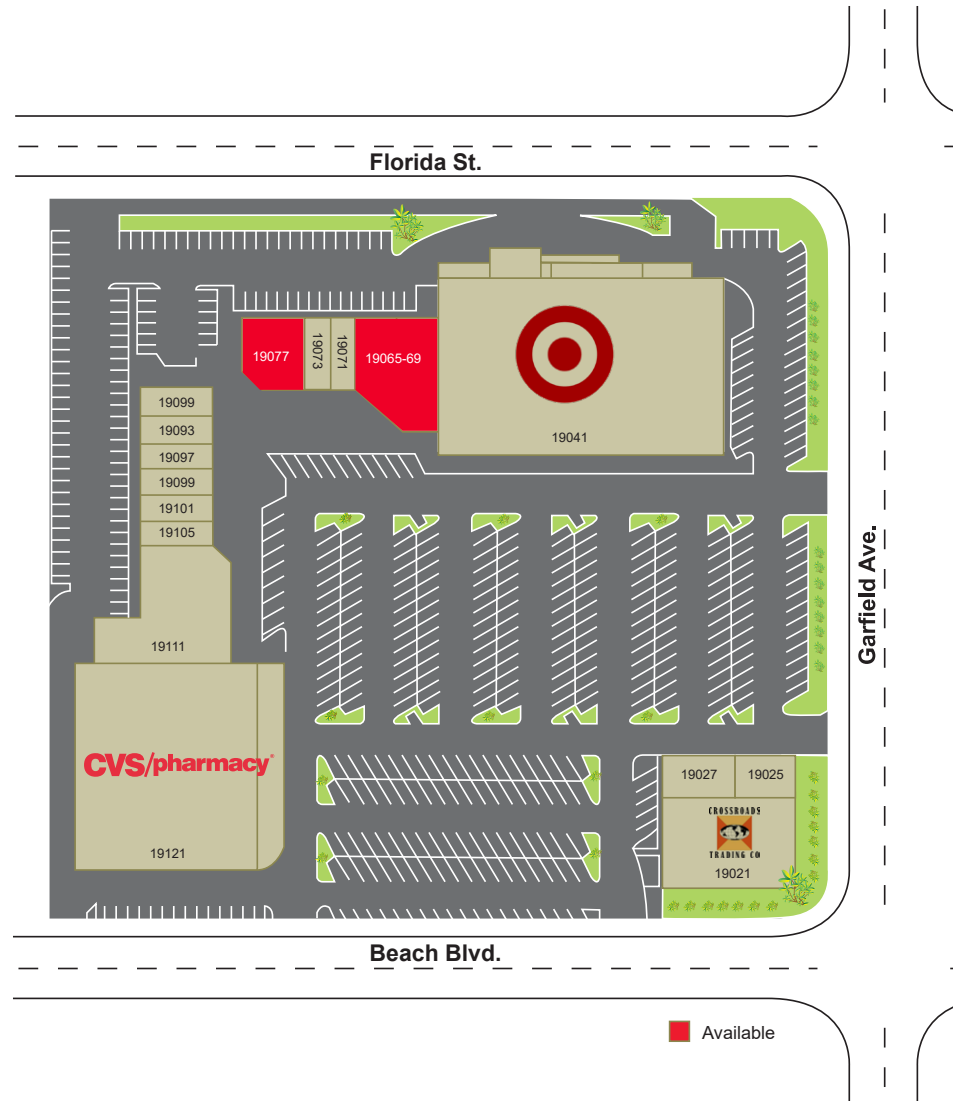 Florida St.
19077
19073
19071
19065-69
19041
19099
19093
19097
19099
19101
19105
19111
Garfield Ave.
CVS/pharmacy®
19121
19027
19025
CROSSROADS
TRADING CO
19021
Beach Blvd.
Available